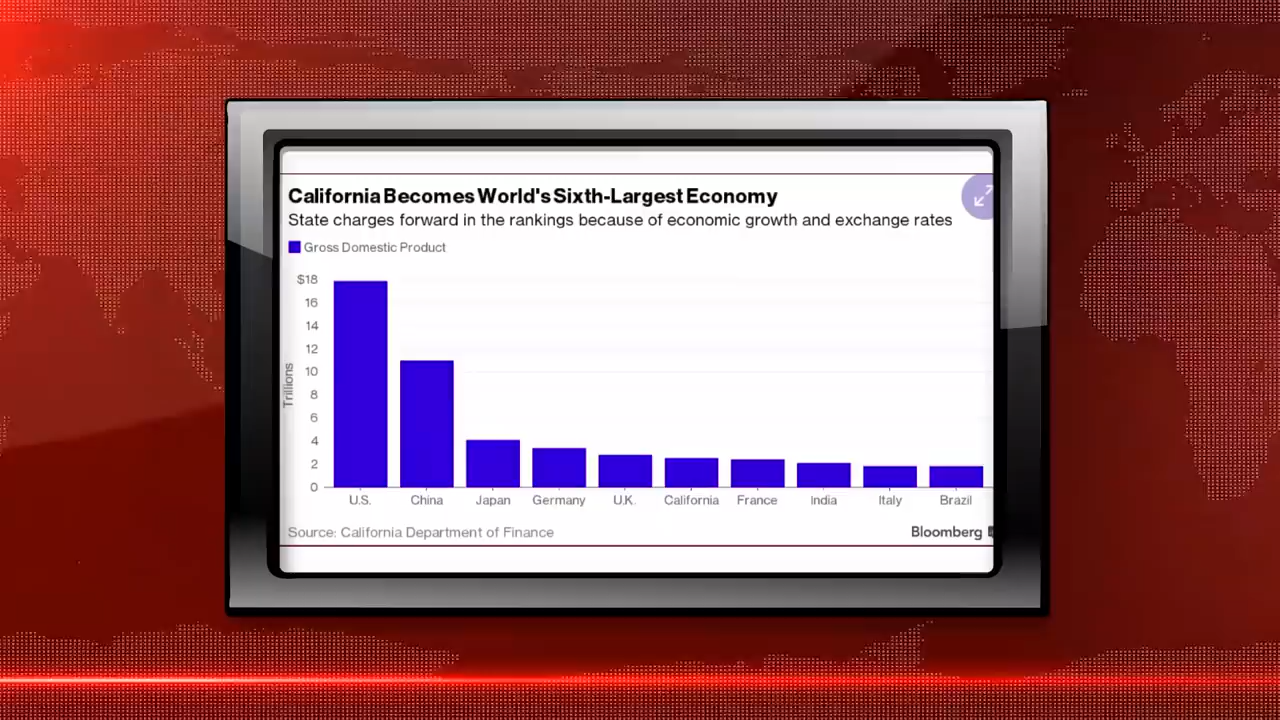 California Becomes World's Sixth-Largest Economy
State charges forward in the rankings because of economic growth and exchange rates
Gross Domestic Product
$18
16
14
12
10
8
6
4
2
0
Trillions
U.S. China Japan Germany U.K. California France India Italy Brazil
Source: California Department of Finance
Bloomberg